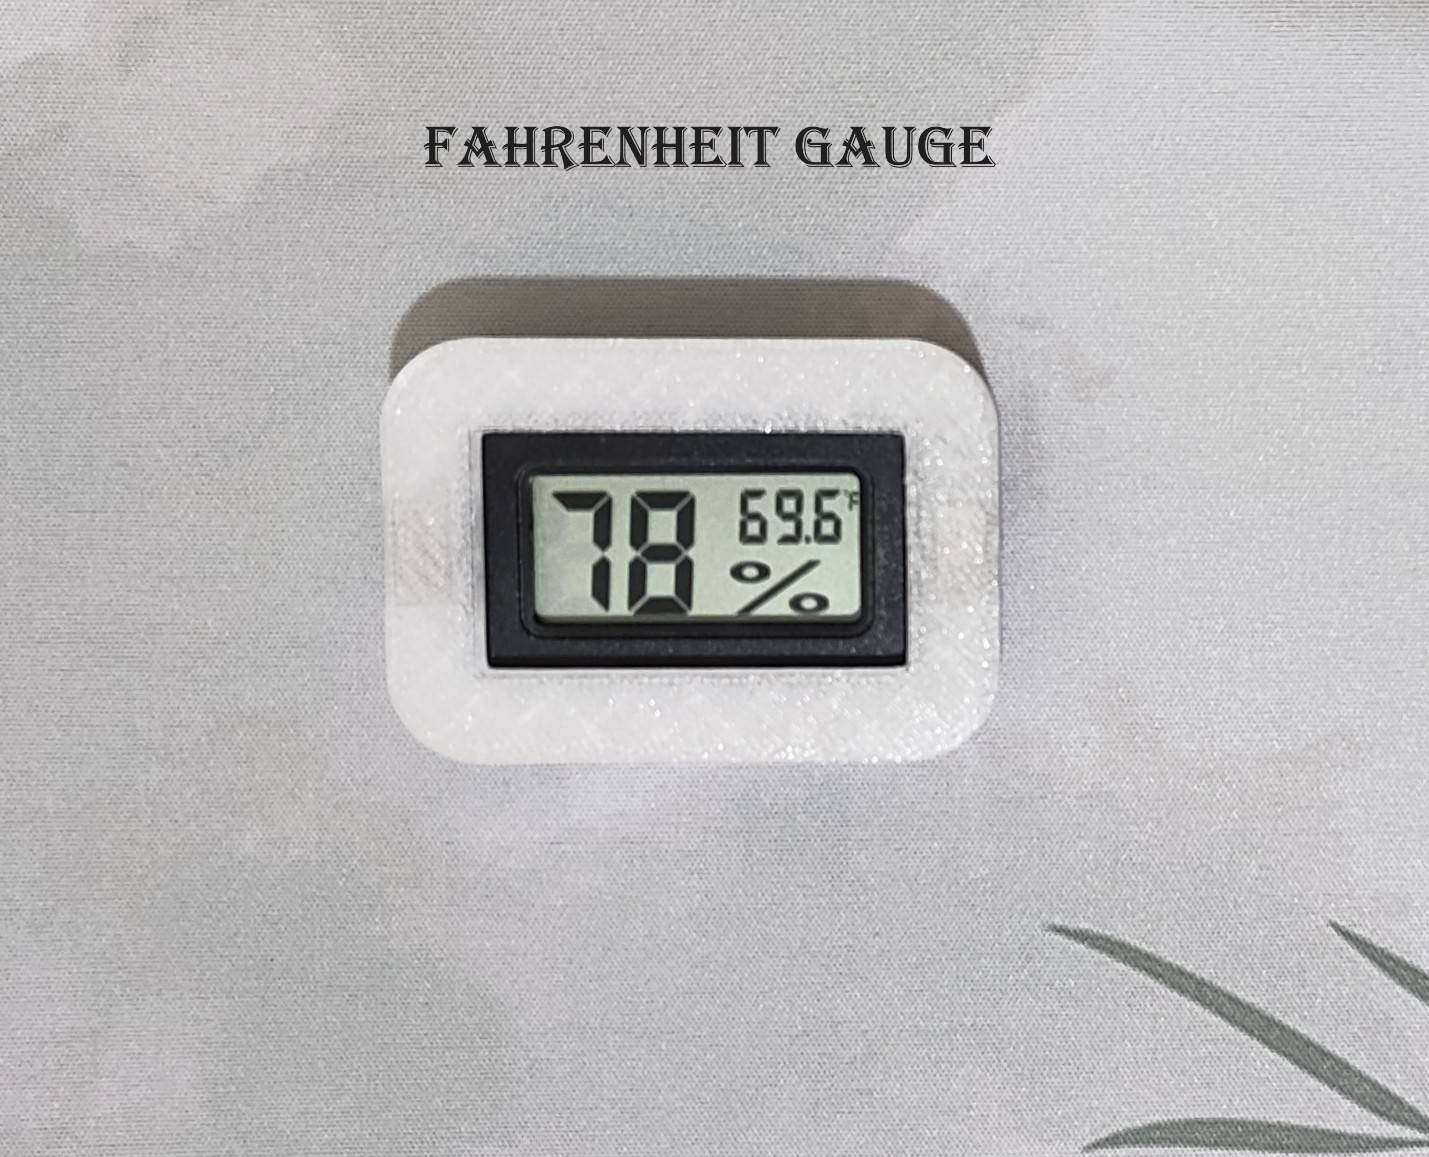 FAHRENHEIT GAUGE
78 69.6°F
%